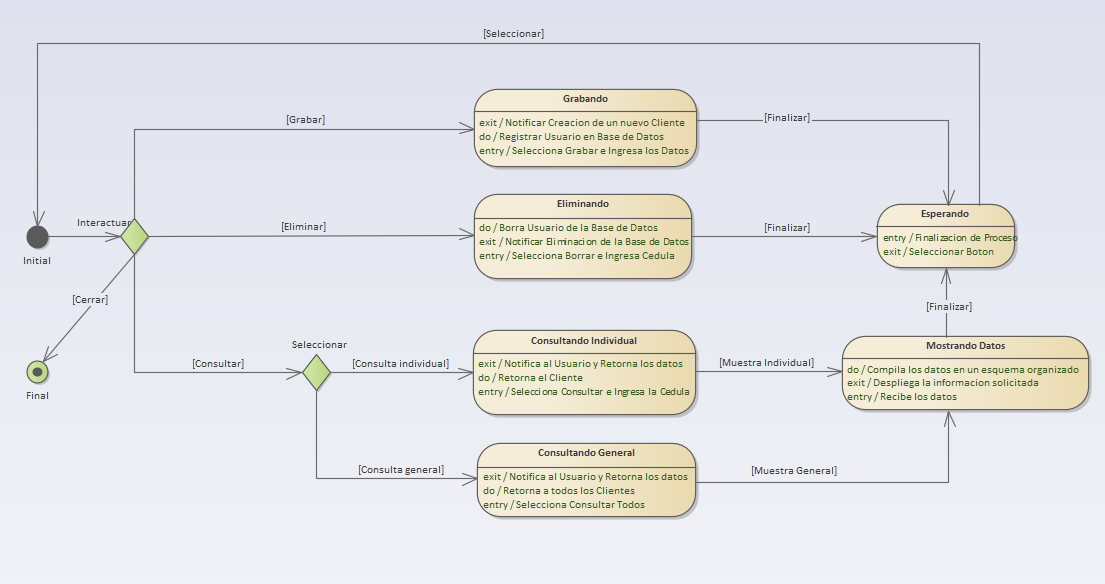 [Seleccionar]
Grabando
exit / Notificar Creacion de un nuevo Cliente
do / Registrar Usuario en Base de Datos
entry / Selecciona Grabar e Ingresa los Datos
[Grabar]
[Finalizar]
Eliminando
do / Borra Usuario de la Base de Datos
exit / Notificar Eliminacion de la Base de Datos
entry / Selecciona Borrar e Ingresa Cedula
Interactuar
[Eliminar]
[Finalizar]
Esperando
entry / Finalizacion de Proceso
exit / Seleccionar Boton
Initial
[Cerrar]
[Finalizar]
Final
[Consultar]
Seleccionar
[Consulta individual]
Consultando Individual
exit / Notifica al Usuario y Retorna los datos
do / Retorna el Cliente
entry / Selecciona Consultar e Ingresa la Cedula
[Muestra Individual]
Mostrando Datos
do / Compila los datos en un esquema organizado
exit / Despliega la informacion solicitada
entry / Recibe los datos
[Consulta general]
Consultando General
exit / Notifica al Usuario y Retorna los datos
do / Retorna a todos los Clientes
entry / Selecciona Consultar Todos
[Muestra General]